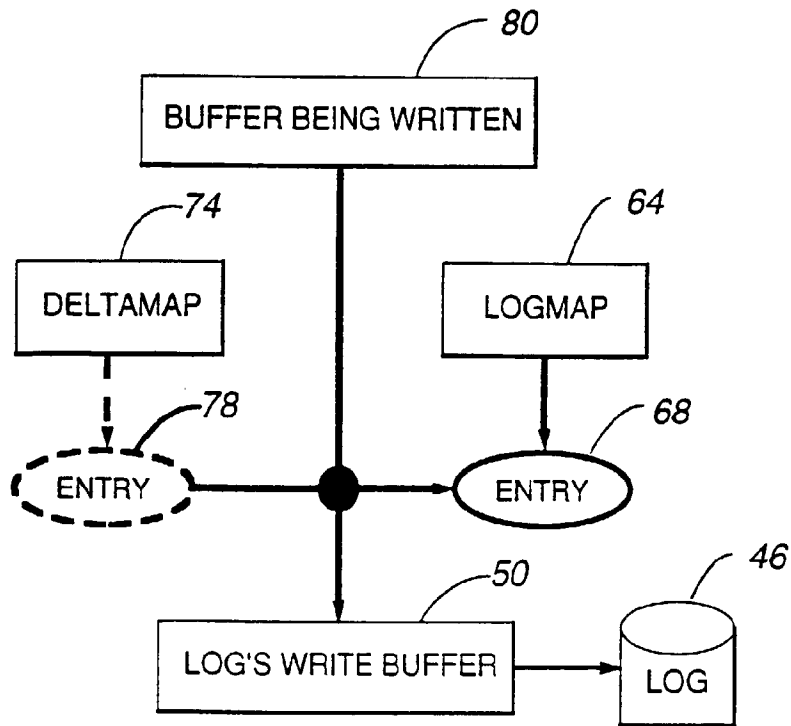 80
BUFFER BEING WRITTEN
74
64
DELTAMAP
LOGMAP
78
68
ENTRY
ENTRY
50
46
LOG'S WRITE BUFFER
LOG